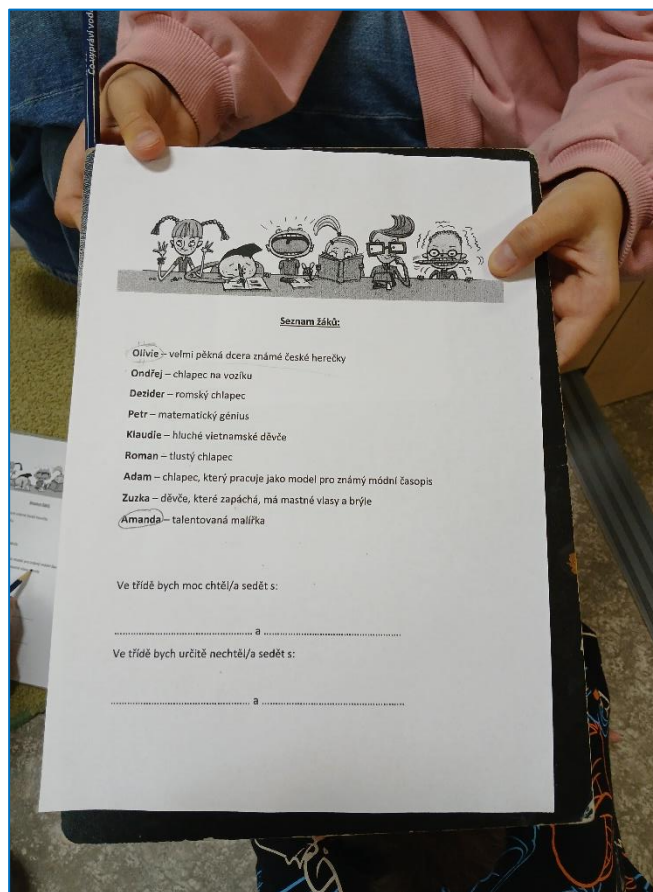 Co vypráví voda
Seznam žáků:
Olivie – velmi pěkná dcera známé české herečky
Ondřej – chlapec na vozíku
Dezider – romský chlapec
Petr – matematický génius
Klaudie – hluché vietnamské děvče
Roman – tlustý chlapec
Adam – chlapec, který pracuje jako model pro známý módní časopis
Zuzka – děvče, které zapáchá, má mastné vlasy a brýle
Amanda – talentovaná malířka
Ve třídě bych moc chtěl/a sedět s:
........................................ a ........................................
Ve třídě bych určitě nechtěl/a sedět s:
........................................ a ........................................